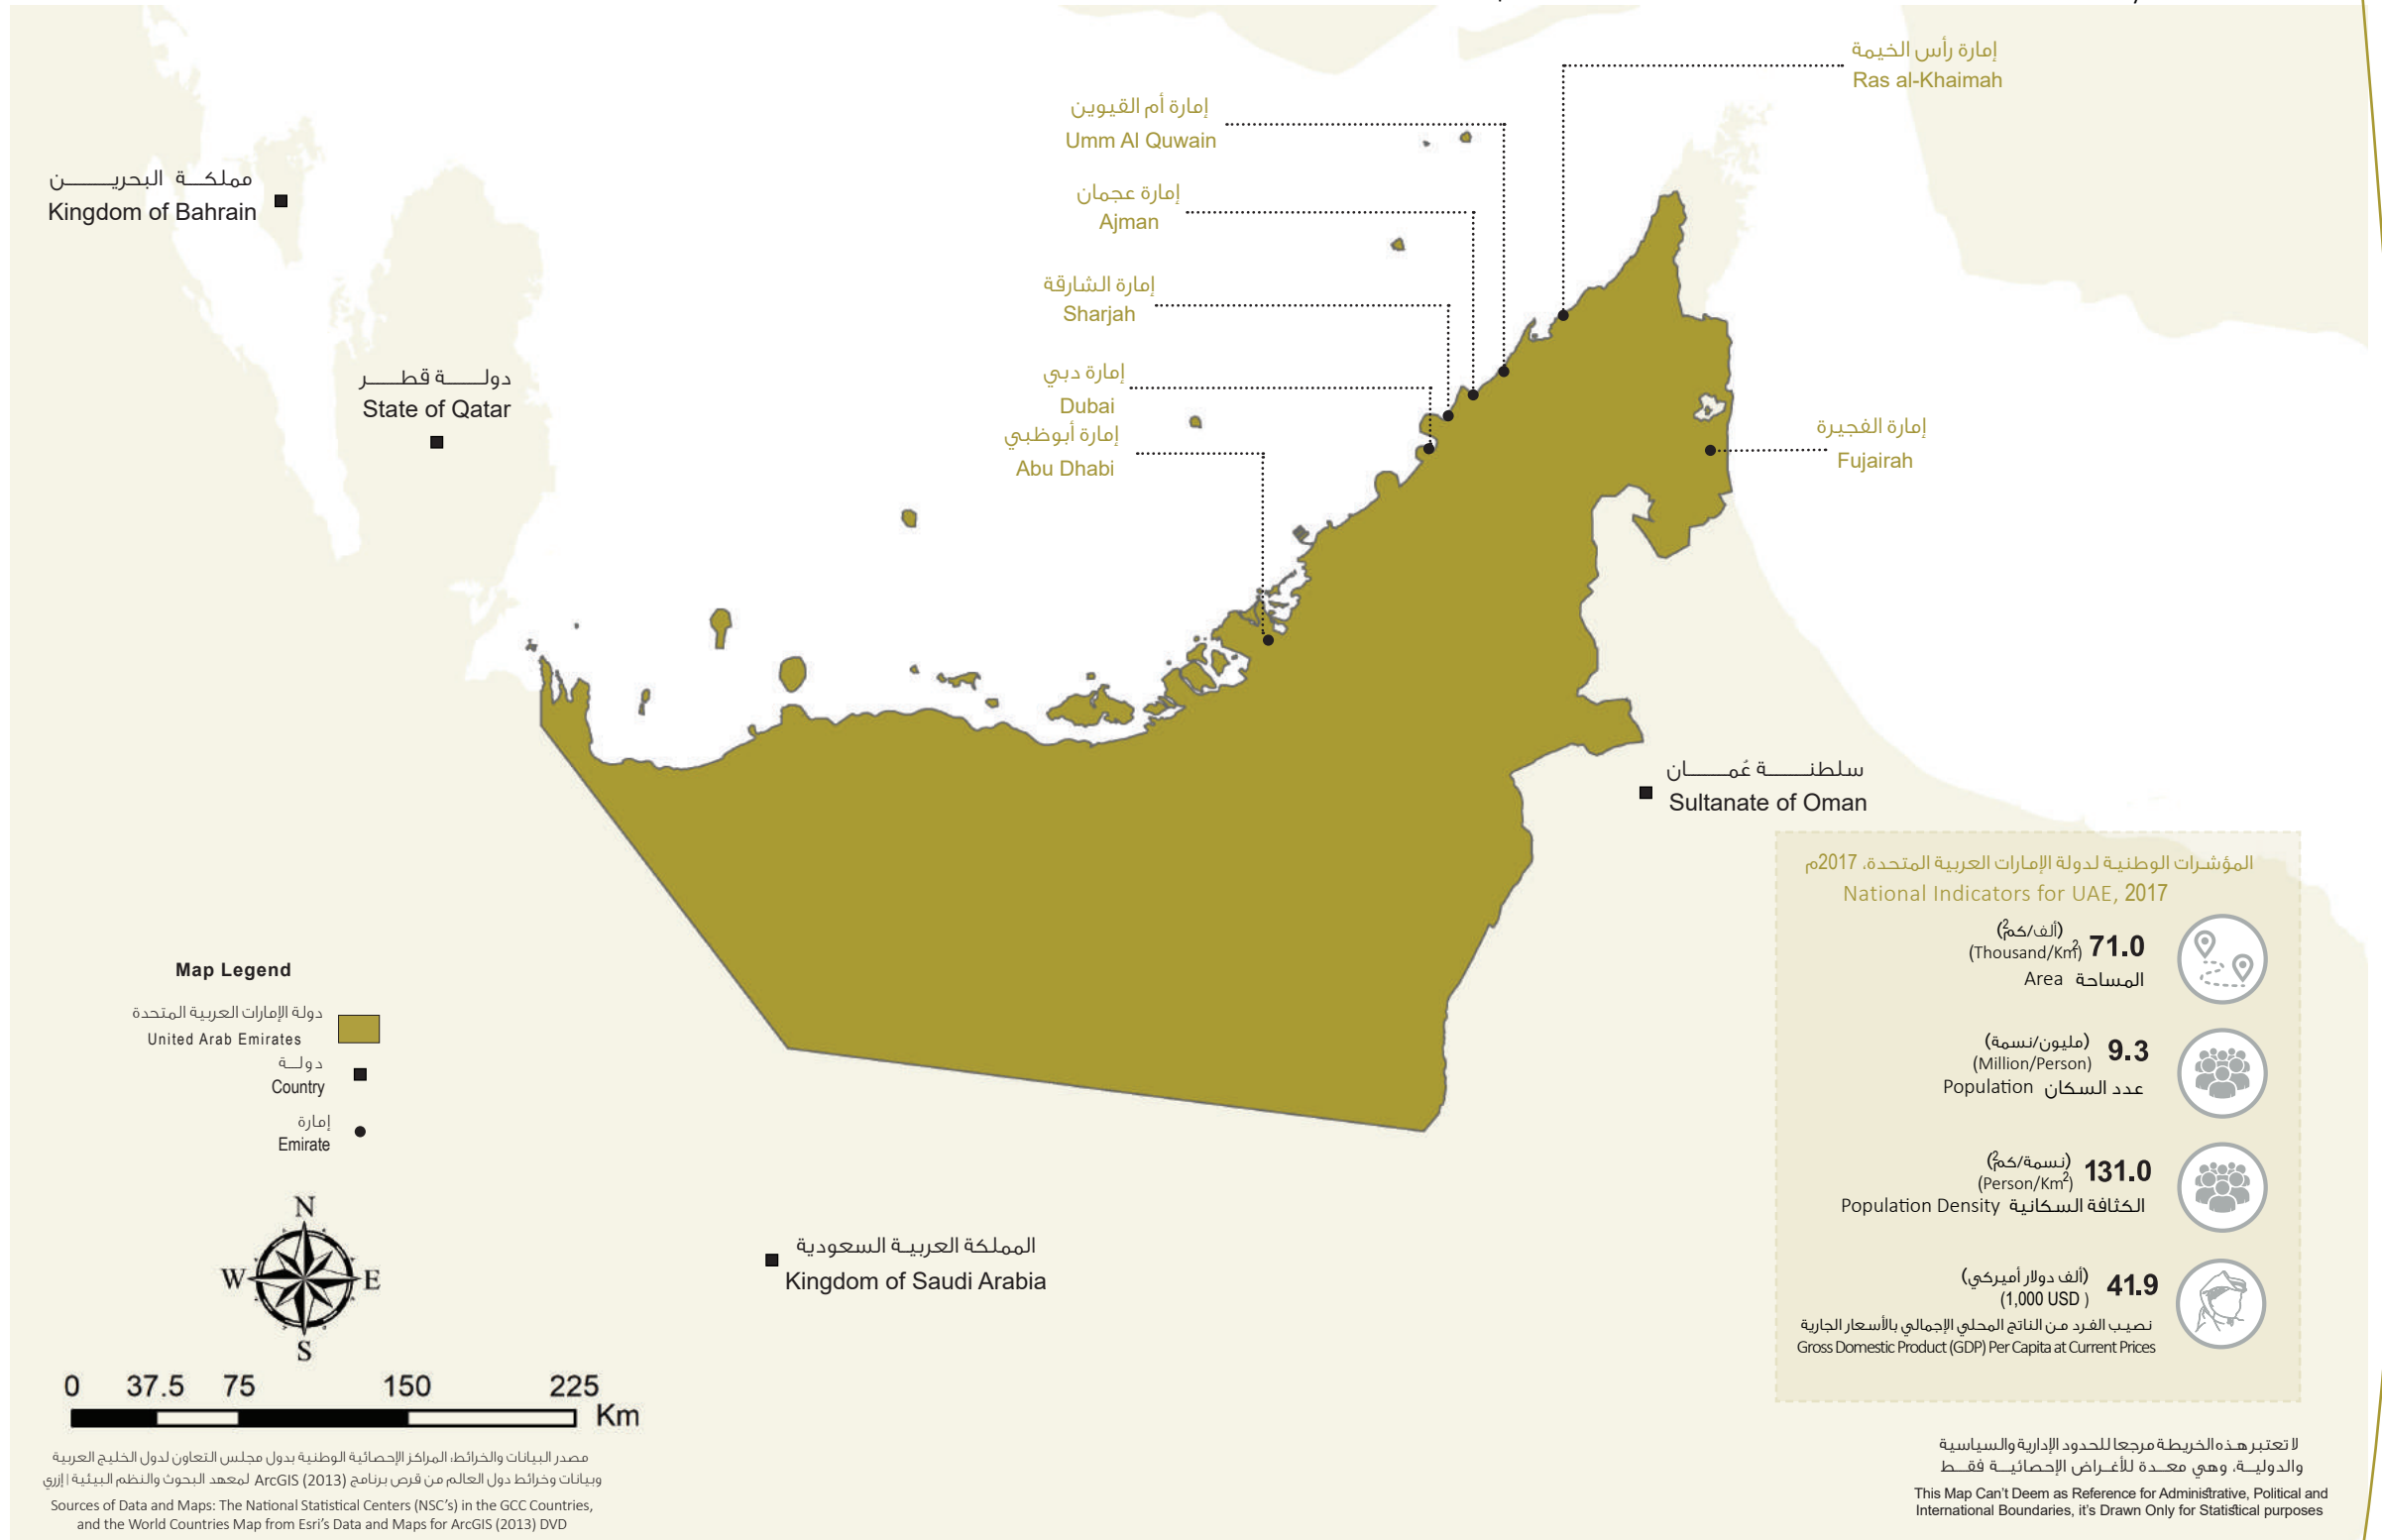 إمارة رأس الخيمة
Ras al-Khaimah
إمارة أم القيوين
Umm Al Quwain
إمارة عجمان
Ajman
إمارة الشارقة
Sharjah
إمارة دبي
Dubai
إمارة أبوظبي
Abu Dhabi
إمارة الفجيرة
Fujairah
مملكة البحرين
Kingdom of Bahrain
دولة قطر
State of Qatar
سلطنة عُمان
Sultanate of Oman
المملكة العربية السعودية
Kingdom of Saudi Arabia
المؤشرات الوطنية لدولة الإمارات العربية المتحدة، 2017م
National Indicators for UAE, 2017
(ألف/كم²)
(Thousand/Km²) 71.0
Area المساحة
(مليون/نسمة)
(Million/Person) 9.3
Population عدد السكان
(نسمة/كم²)
(Person/Km²) 131.0
Population Density الكثافة السكانية
(ألف دولار أميركي)
(1,000 USD ) 41.9
نصيب الفرد من الناتج المحلي الإجمالي بالأسعار الجارية
Gross Domestic Product (GDP) Per Capita at Current Prices
Map Legend
دولة الإمارات العربية المتحدة
United Arab Emirates
دولة
Country
إمارة
Emirate
N
W E
S
0 37.5 75 150 225
Km
مصدر البيانات والخرائط: المراكز الإحصائية الوطنية بدول مجلس التعاون لدول الخليج العربية
وبيانات وخرائط دول العالم من قرص برنامج ArcGIS (2013) لمعهد البحوث والنظم البيئية | إزري
Sources of Data and Maps: The National Statistical Centers (NSC's) in the GCC Countries,
and the World Countries Map from Esri's Data and Maps for ArcGIS (2013) DVD
لا تعتبر هذه الخريطة مرجعا للحدود الإدارية والسياسية
والدولية، وهي معدة للأغراض الإحصائية فقط
This Map Can't Deem as Reference for Administrative, Political and
International Boundaries, it's Drawn Only for Statistical purposes